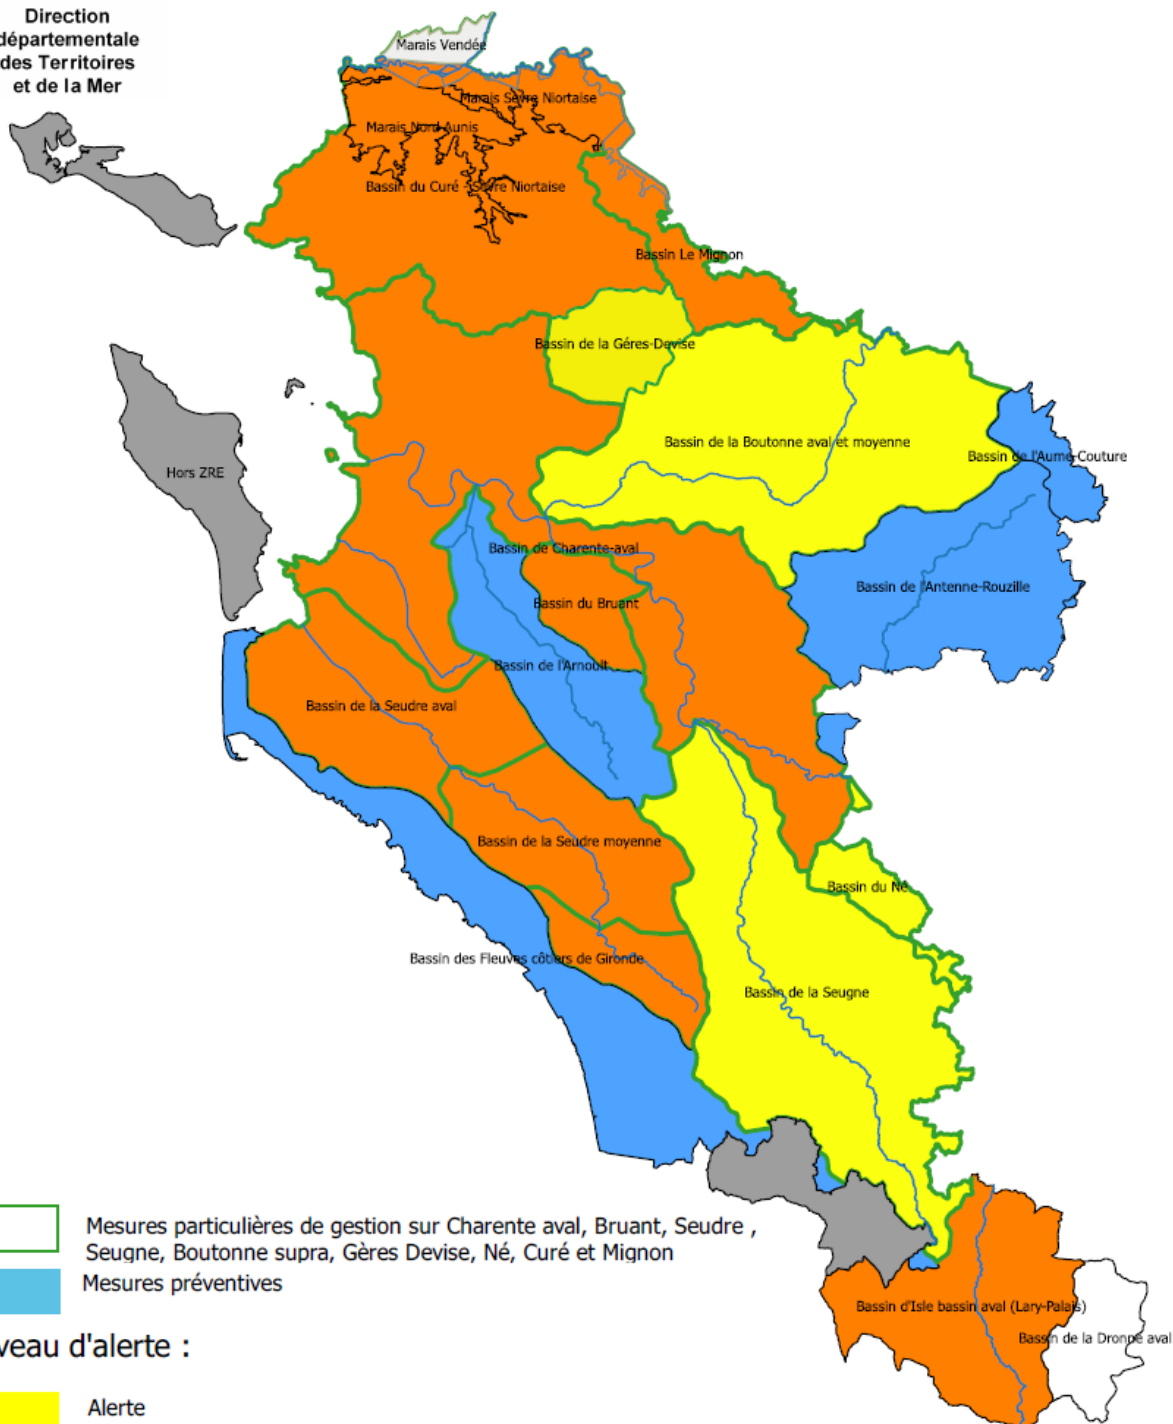 Direction
départementale
des Territoires
et de la Mer
Marais Vendée
Marais Sèvre Niortaise
Marais Nord Aunis
Bassin du Curé - Sèvre Niortaise
Bassin Le Mignon
Bassin de la Géres-Devise
Bassin de la Boutonne aval et moyenne
Bassin de l'Aume-Couture
Hors ZRE
Bassin de Charente-aval
Bassin de l'Antenne-Rouzille
Bassin du Bruant
Bassin de l'Arnoult
Bassin de la Seudre aval
Bassin de la Seudre moyenne
Bassin du Né
Bassin des Fleuves côtiers de Gironde
Bassin de la Seugne
Mesures particulières de gestion sur Charente aval, Bruant, Seudre ,
Seugne, Boutonne supra, Gères Devise, Né, Curé et Mignon
Mesures préventives
Bassin d'Isle bassin aval (Lary-Palais)
Bassin de la Dronne aval
veau d'alerte :
Alerte